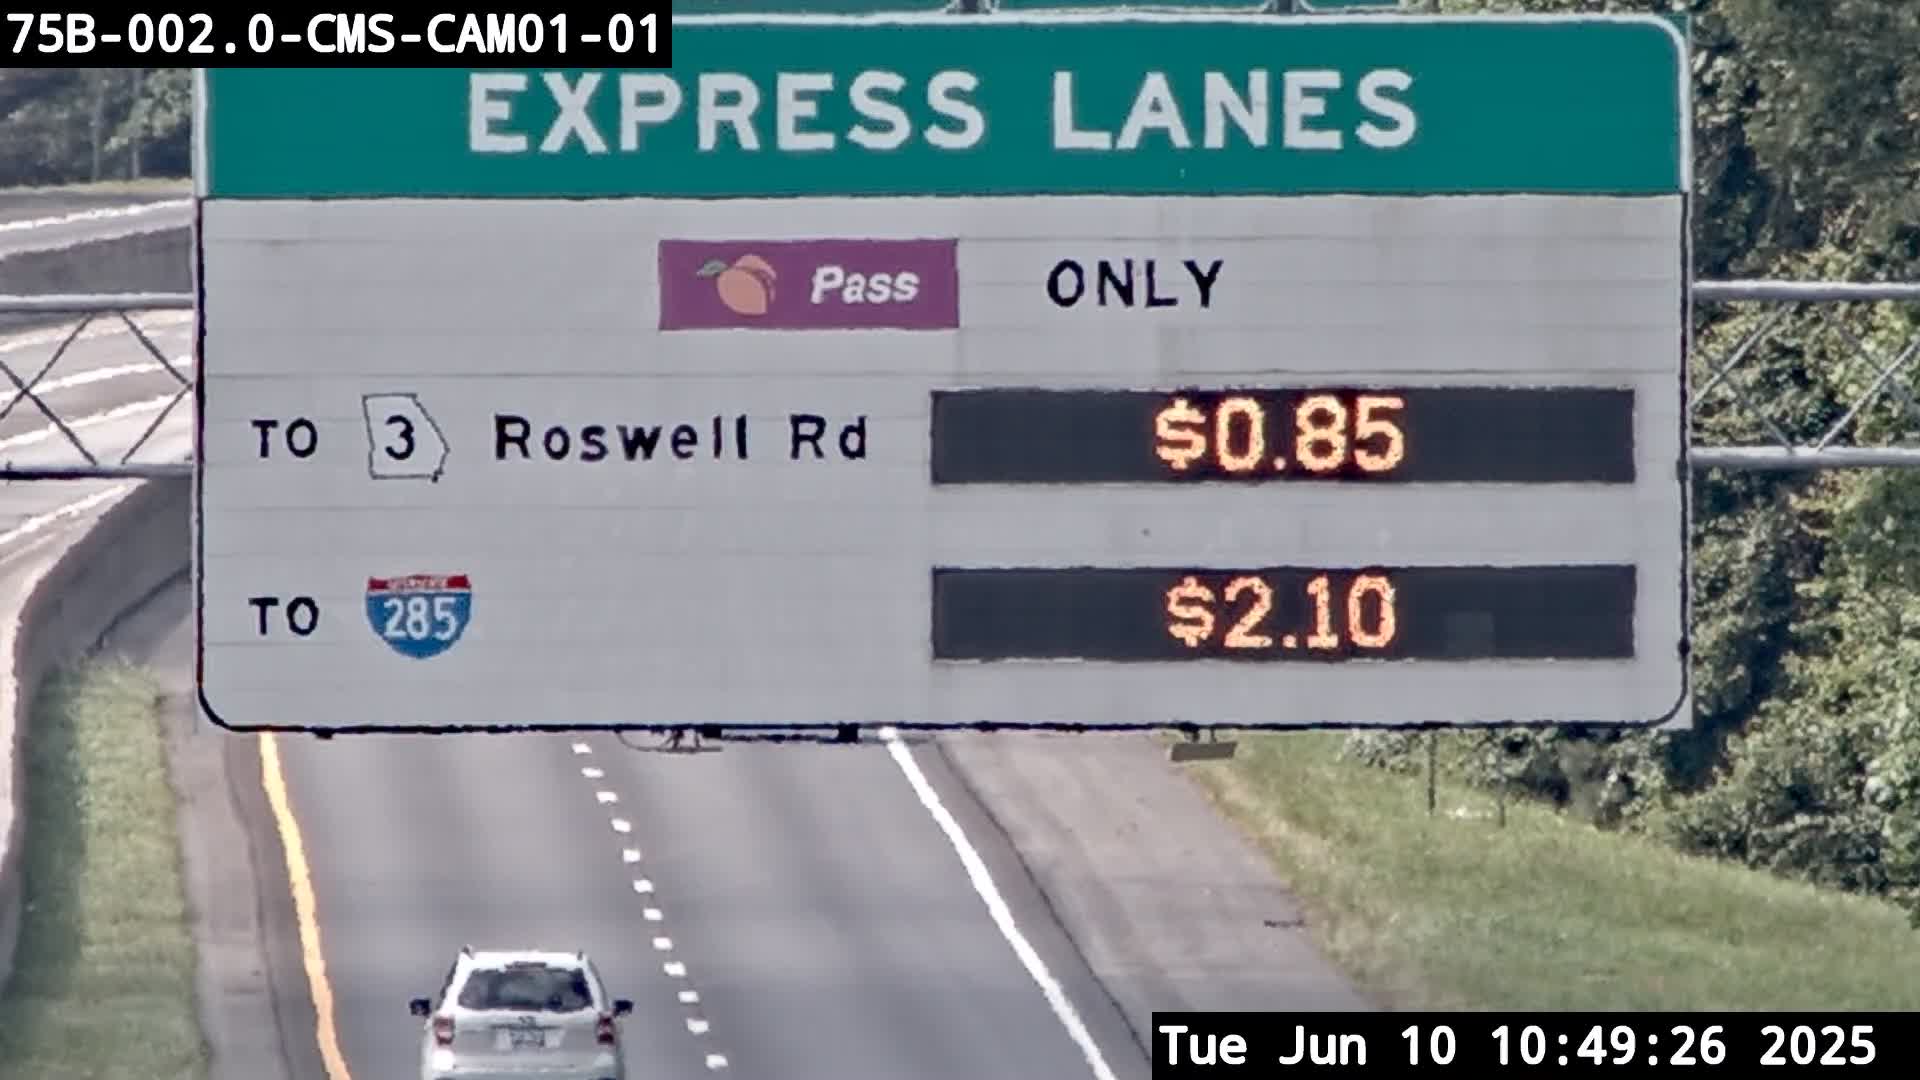 75B-002.0-CMS-CAM01-01
EXPRESS LANES
Pass ONLY
TO 3 Roswell Rd $0.85
TO 285 $2.10
Tue Jun 10 10:49:26 2025